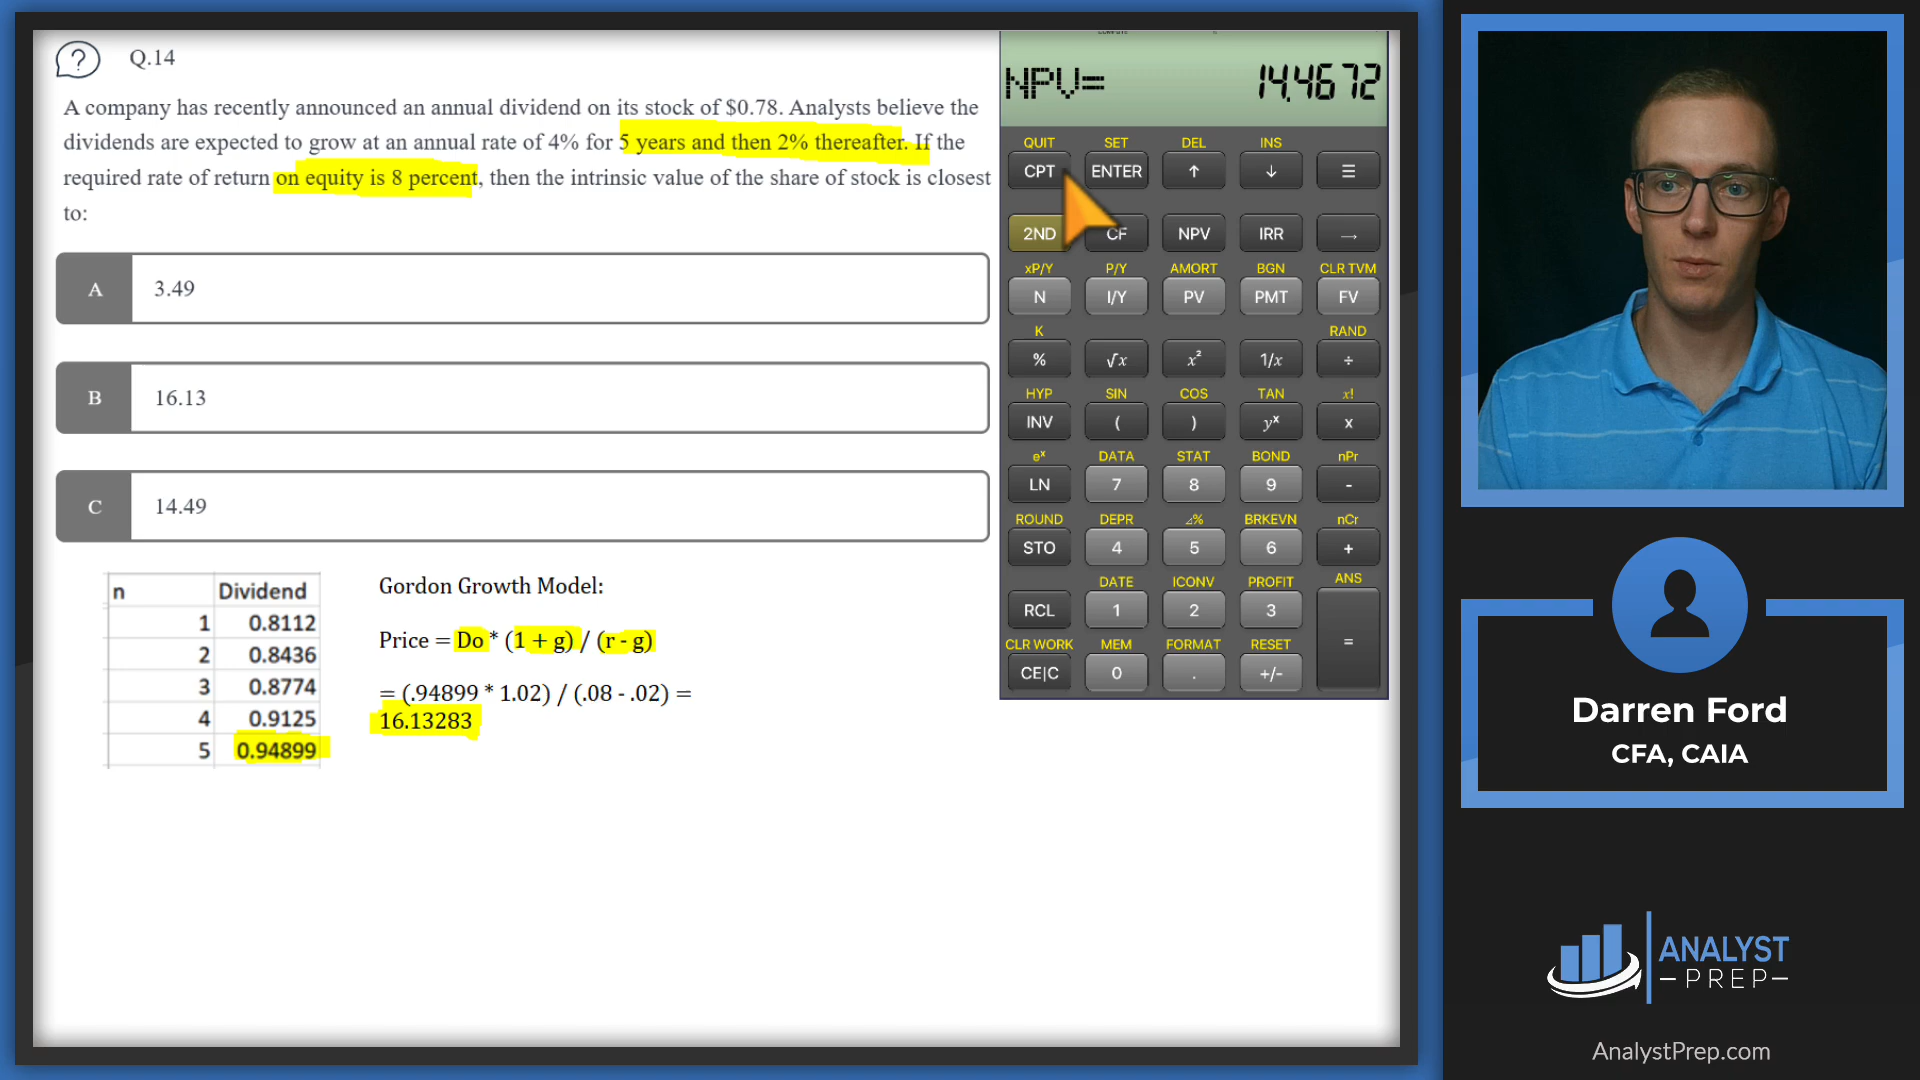 ?
Q.14
A company has recently announced an annual dividend on its stock of $0.78. Analysts believe the
dividends are expected to grow at an annual rate of 4% for 5 years and then 2% thereafter. If the
required rate of return on equity is 8 percent, then the intrinsic value of the share of stock is closest
to:
A 3.49
B 16.13
C 14.49
n Dividend
1 0.8112
2 0.8436
3 0.8774
4 0.9125
5 0.94899
Gordon Growth Model:
Price = Do * (1 + g) / (r - g)
= (.94899 * 1.02) / (.08 - .02) =
16.13283
NPV= 14.4672
QUIT SET DEL INS
CPT ENTER ↑ ↓ ☰
2ND CF NPV IRR →
xP/Y P/Y AMORT BGN CLR TVM
N I/Y PV PMT FV
K RAND
% √x x² 1/x ÷
HYP SIN COS TAN x!
INV ( ) yˣ x
eˣ DATA STAT BOND nPr
LN 7 8 9 -
ROUND DEPR ⊿% BRKEVN nCr
STO 4 5 6 +
DATE ICONV PROFIT ANS
RCL 1 2 3 =
CLR WORK MEM FORMAT RESET
CE|C 0 . +/-
Darren Ford
CFA, CAIA
ANALYST
PREP
AnalystPrep.com